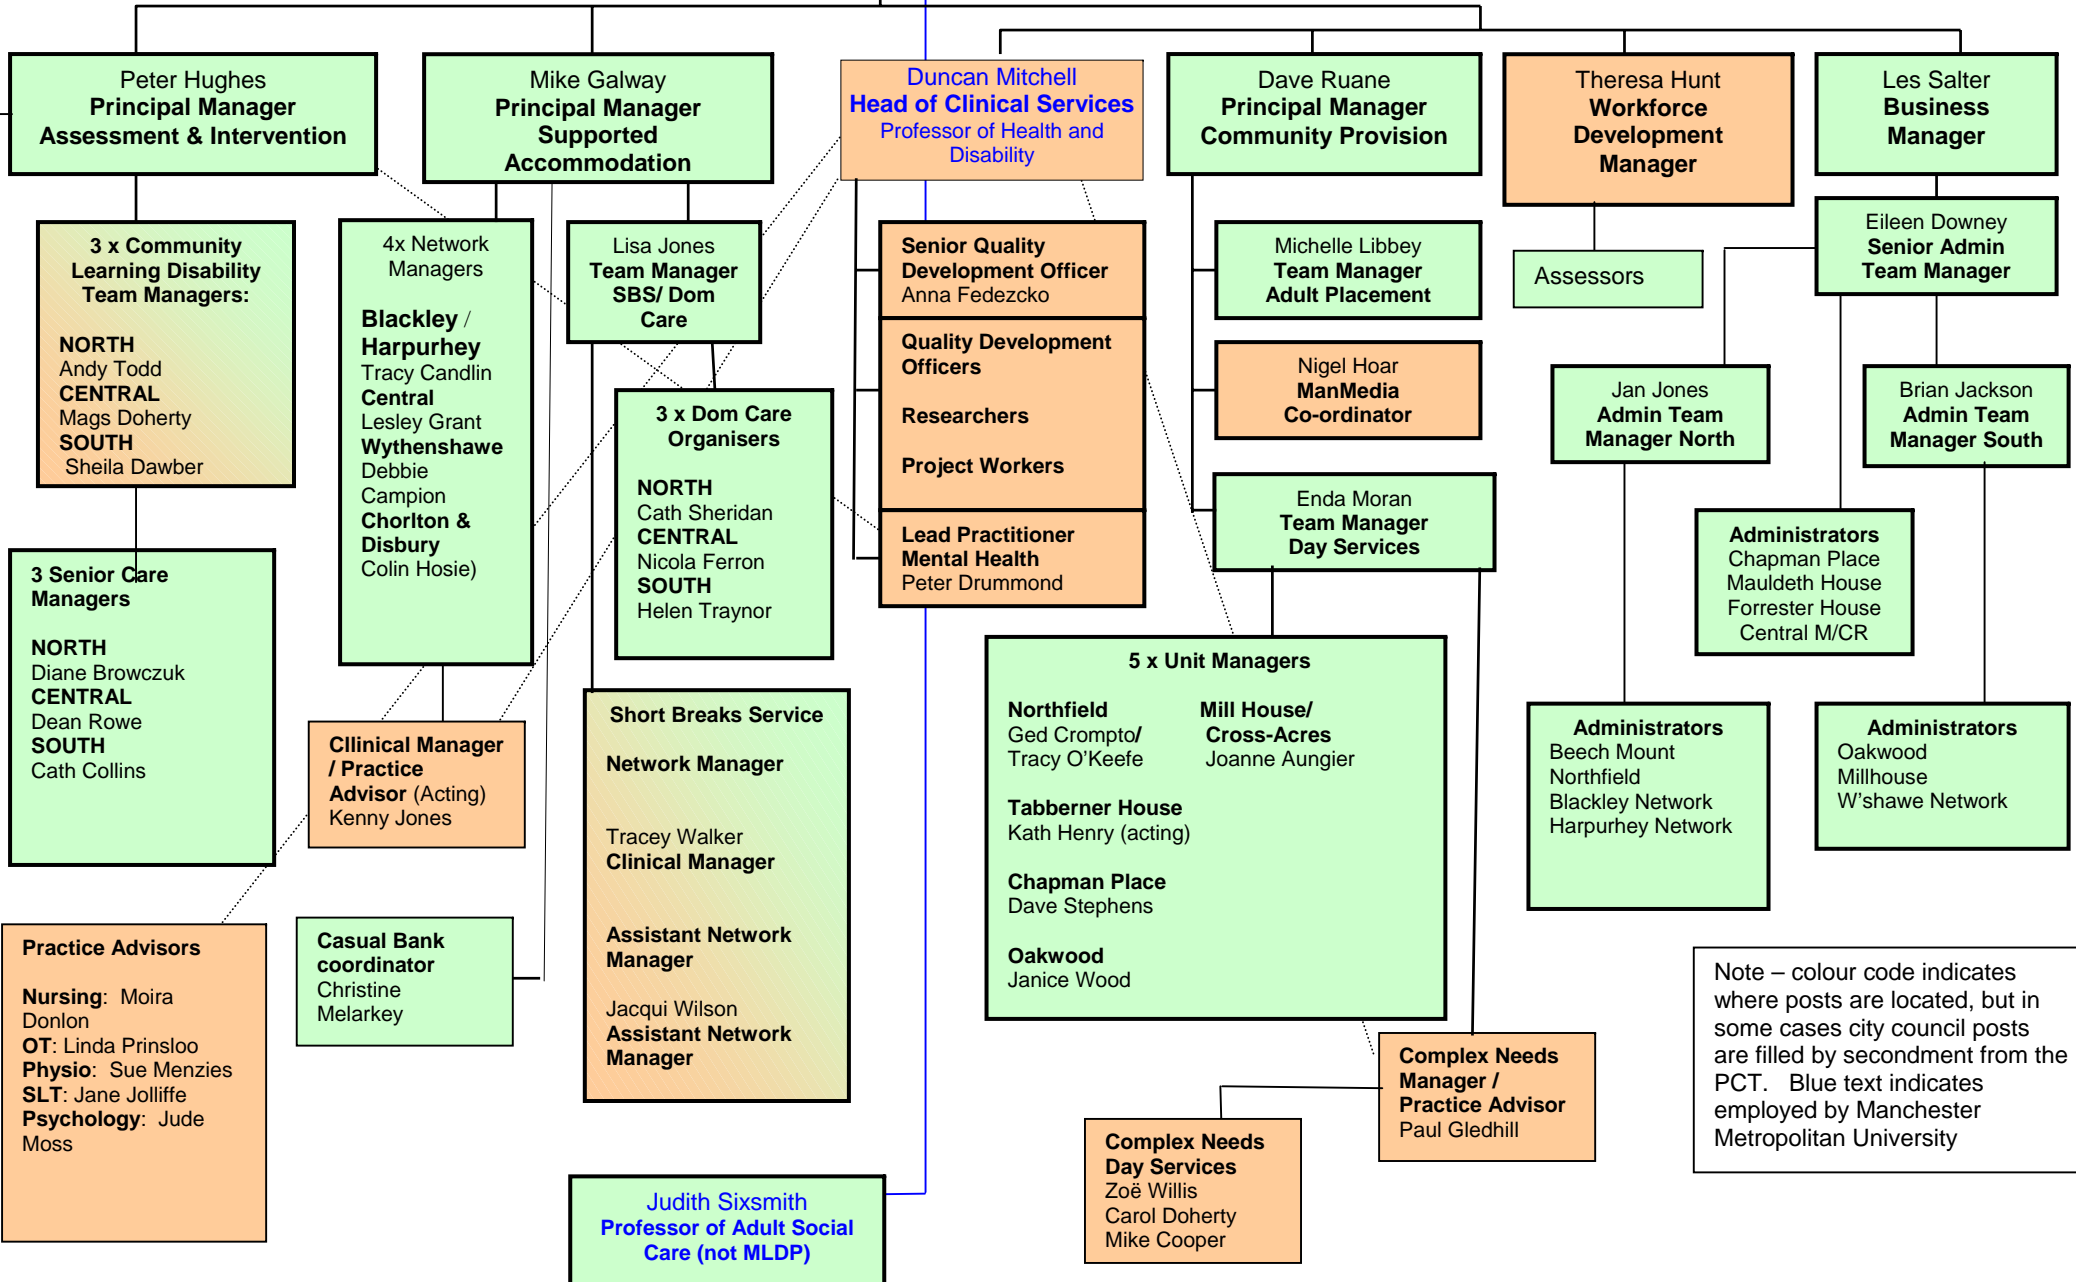 Peter Hughes
Principal Manager
Assessment & Intervention
Mike Galway
Principal Manager
Supported
Accommodation
Duncan Mitchell
Head of Clinical Services
Professor of Health and
Disability
Dave Ruane
Principal Manager
Community Provision
Theresa Hunt
Workforce
Development
Manager
Les Salter
Business
Manager
3 x Community
Learning Disability
Team Managers:
NORTH
Andy Todd
CENTRAL
Mags Doherty
SOUTH
Sheila Dawber
4x Network
Managers
Blackley /
Harpurhey
Tracy Candlin
Central
Lesley Grant
Wythenshawe
Debbie
Campion
Chorlton &
Disbury
Colin Hosie)
Lisa Jones
Team Manager
SBS/ Dom
Care
Senior Quality
Development Officer
Anna Fedezcko
Quality Development
Officers
Researchers
Project Workers
Lead Practitioner
Mental Health
Peter Drummond
Michelle Libbey
Team Manager
Adult Placement
Nigel Hoar
ManMedia
Co-ordinator
Enda Moran
Team Manager
Day Services
Assessors
Eileen Downey
Senior Admin
Team Manager
Jan Jones
Admin Team
Manager North
Brian Jackson
Admin Team
Manager South
3 x Dom Care
Organisers
NORTH
Cath Sheridan
CENTRAL
Nicola Ferron
SOUTH
Helen Traynor
Administrators
Chapman Place
Mauldeth House
Forrester House
Central M/CR
3 Senior Care
Managers
NORTH
Diane Browczuk
CENTRAL
Dean Rowe
SOUTH
Cath Collins
Cllinical Manager
/ Practice
Advisor (Acting)
Kenny Jones
Short Breaks Service
Network Manager
Tracey Walker
Clinical Manager
Assistant Network
Manager
Jacqui Wilson
Assistant Network
Manager
5 x Unit Managers
Northfield
Ged Crompto/
Tracy O'Keefe
Mill House/
Cross-Acres
Joanne Aungier
Tabberner House
Kath Henry (acting)
Chapman Place
Dave Stephens
Oakwood
Janice Wood
Administrators
Beech Mount
Northfield
Blackley Network
Harpurhey Network
Administrators
Oakwood
Millhouse
W'shawe Network
Practice Advisors
Nursing: Moira
Donlon
OT: Linda Prinsloo
Physio: Sue Menzies
SLT: Jane Jolliffe
Psychology: Jude
Moss
Casual Bank
coordinator
Christine
Melarkey
Complex Needs
Manager /
Practice Advisor
Paul Gledhill
Complex Needs
Day Services
Zoë Willis
Carol Doherty
Mike Cooper
Judith Sixsmith
Professor of Adult Social
Care (not MLDP)
Note – colour code indicates
where posts are located, but in
some cases city council posts
are filled by secondment from the
PCT. Blue text indicates
employed by Manchester
Metropolitan University